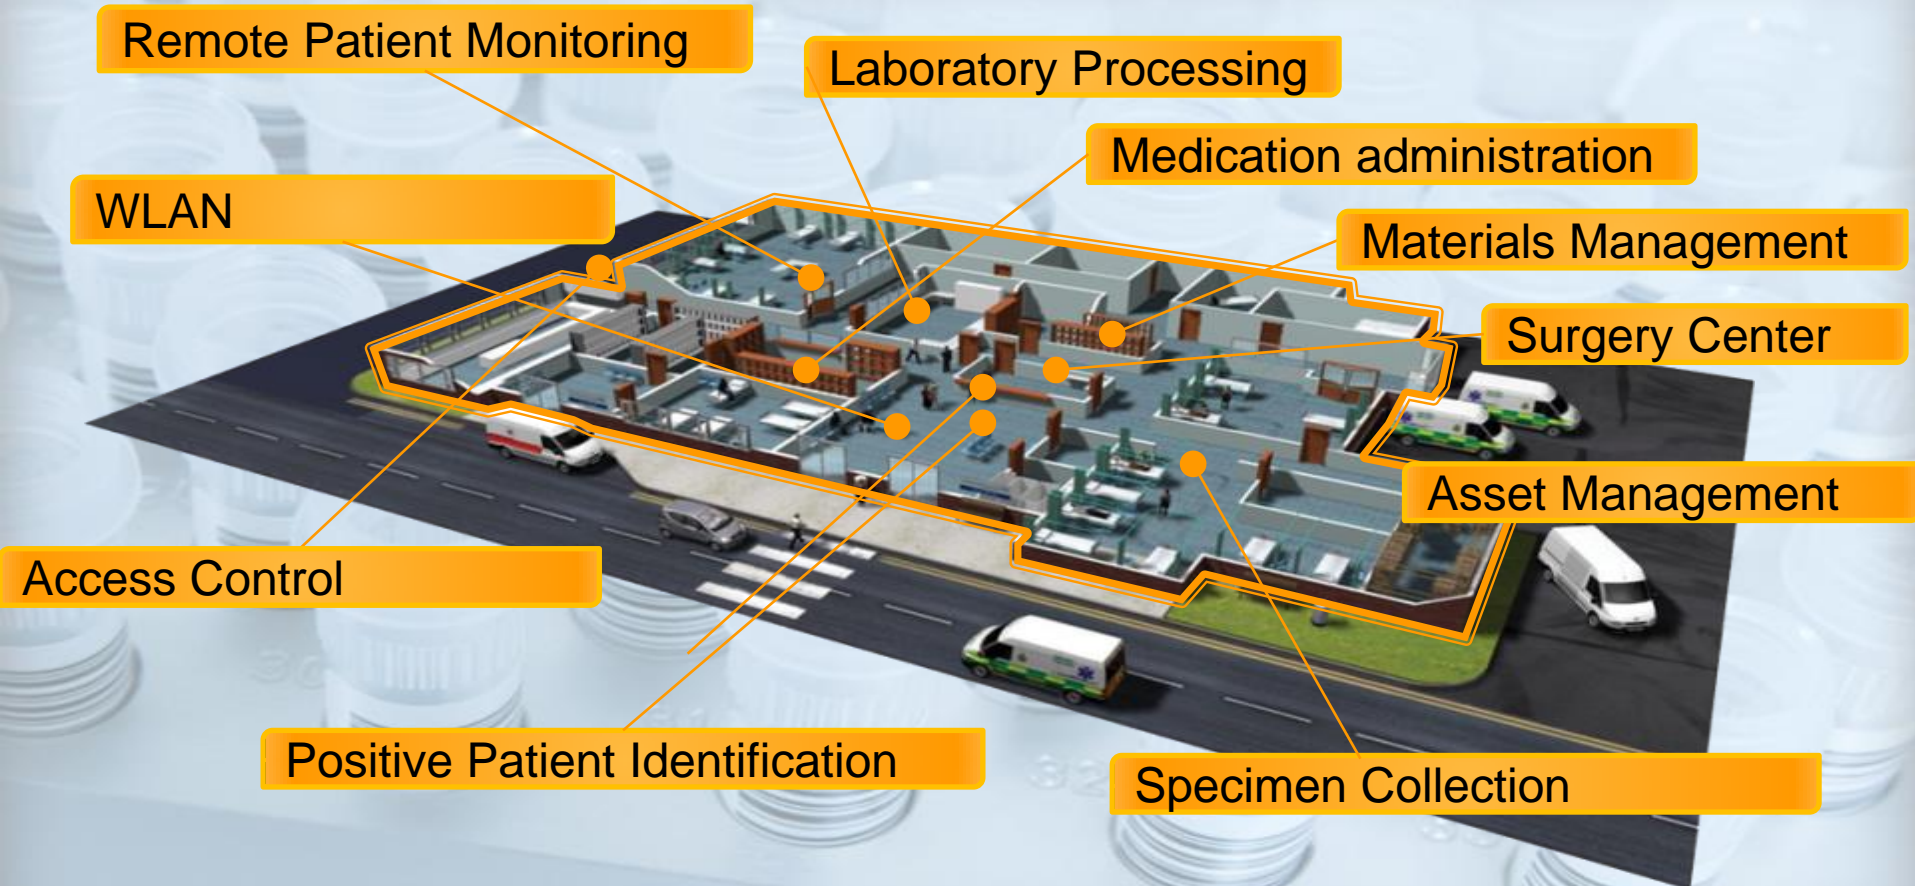 Remote Patient Monitoring
Laboratory Processing
Medication administration
WLAN
Materials Management
Surgery Center
Asset Management
Access Control
Positive Patient Identification
Specimen Collection